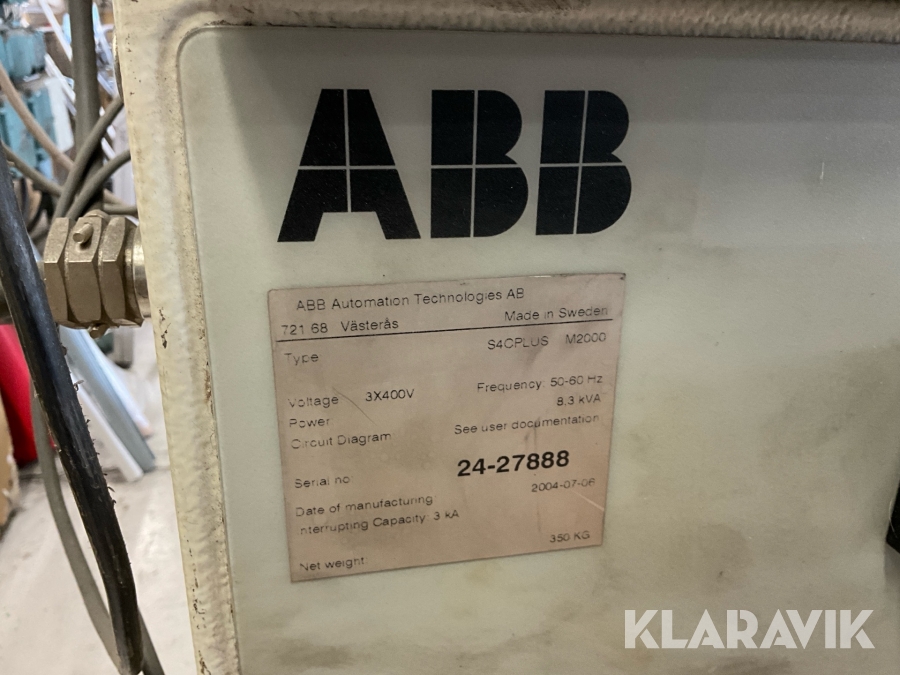 ABB
ABB Automation Technologies AB
721 68 Västerås Made in Sweden
Type S4CPLUS M2000
Voltage 3X400V Frequency: 50-60 Hz
Power 8,3 kVA
Circuit Diagram See user documentation
Serial no 24-27888
Date of manufacturing: 2004-07-06
Interrupting Capacity: 3 kA
Net weight: 350 KG
KLARAVIK